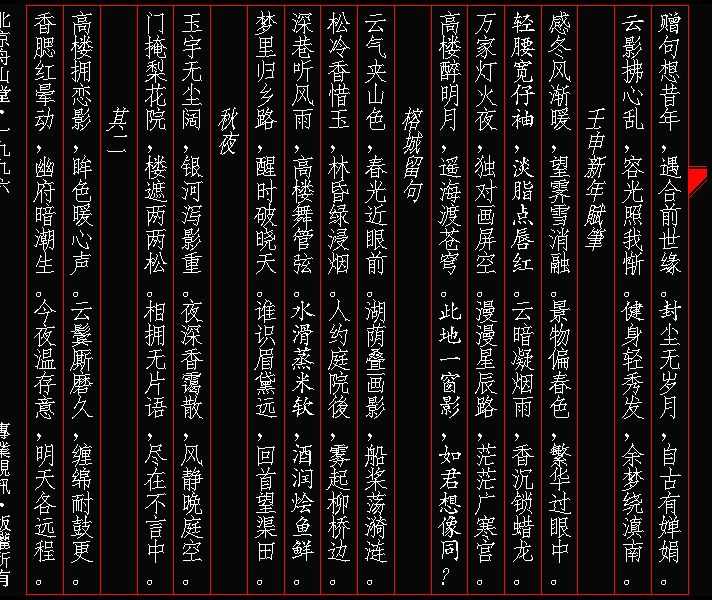 赠句想昔年，遇合前世缘。封尘无岁月，自古有婵娟。
云影拂心乱，容光照我惭。健身轻秀发，余梦绕滇南。
壬申新年赋笔
感冬风渐暖，望霁雪消融。景物偏春色，繁华过眼中。
轻腰宽仔袖，淡脂点唇红。云暗凝烟雨，香沉锁蜡龙。
万家灯火夜，独对画屏空。漫漫星辰路，茫茫广寒宫。
高楼醉明月，遥海渡苍穹。此地一窗影，如君想像同？
榕城留句
云气夹山色，春光近眼前。湖荫叠画影，船桨荡漪涟。
松冷香惜玉，林昏绿浸烟。人约庭院後，雾起柳桥边。
深巷听风雨，高楼舞管弦。水滑蒸米软，酒润烩鱼鲜。
梦里归乡路，醒时破晓天。谁识眉黛远，回首望渠田。
秋夜
玉宇无尘阔，银河泻影重。夜深香霭散，风静晚庭空。
门掩梨花院，楼遮两两松。相拥无片语，尽在不言中。
其二
高楼拥恋影，眸色暖心声。云鬓厮磨久，缠绵耐鼓更。
香腮红晕动，幽府暗潮生。今夜温存意，明天各远程。